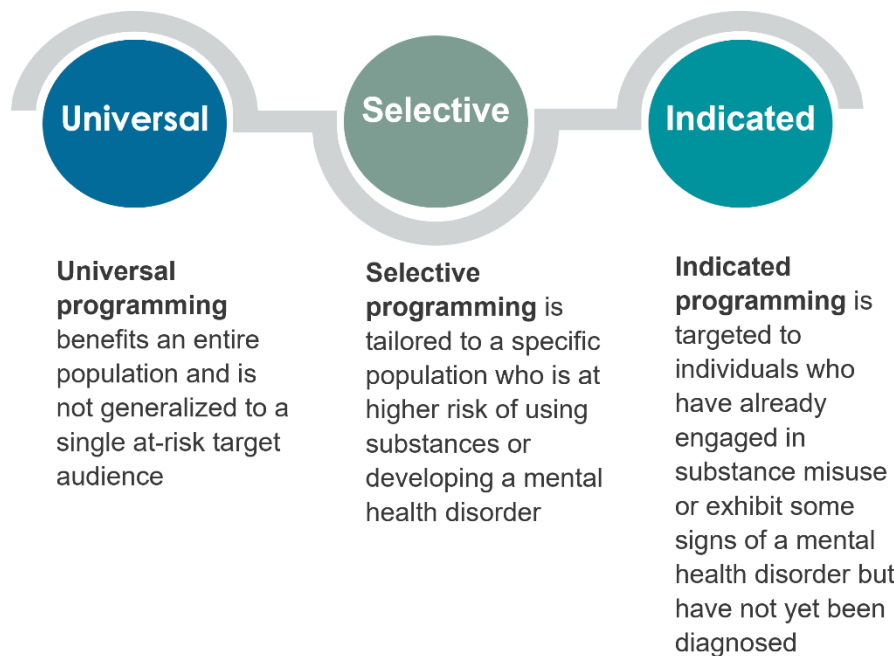 Universal
Selective
Indicated
Universal
programming
benefits an entire
population and is
not generalized to a
single at-risk target
audience
Selective
programming is
tailored to a specific
population who is at
higher risk of using
substances or
developing a mental
health disorder
Indicated
programming is
targeted to
individuals who
have already
engaged in
substance misuse
or exhibit some
signs of a mental
health disorder but
have not yet been
diagnosed